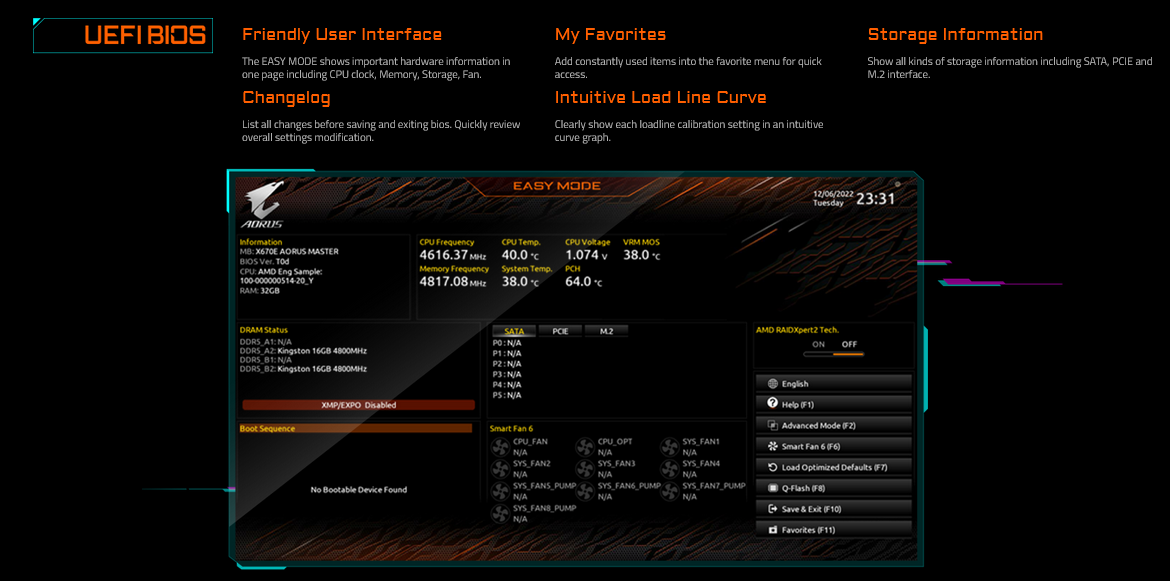 UEFI BIOS
Friendly User Interface
The EASY MODE shows important hardware information in
one page including CPU clock, Memory, Storage, Fan.
My Favorites
Add constantly used items into the favorite menu for quick
access.
Storage Information
Show all kinds of storage information including SATA, PCIE and
M.2 interface.
Changelog
List all changes before saving and exiting bios. Quickly review
overall settings modification.
Intuitive Load Line Curve
Clearly show each loadline calibration setting in an intuitive
curve graph.
AORUS
EASY MODE
12/06/2022
Tuesday
23:31
Information
MB: X670E AORUS MASTER
BIOS Ver. T0d
CPU: AMD Eng Sample:
100-000000514-20_Y
RAM: 32GB
CPU Frequency
4616.37 MHz
CPU Temp.
40.0 °C
CPU Voltage
1.074 V
VRM MOS
38.0 °C
Memory Frequency
4817.08 MHz
System Temp.
38.0 °C
PCH
64.0 °C
DRAM Status
DDR5_A1: N/A
DDR5_A2: Kingston 16GB 4800MHz
DDR5_B1: N/A
DDR5_B2: Kingston 16GB 4800MHz
XMP/EXPO Disabled
SATA PCIE M.2
P0 : N/A
P1 : N/A
P2 : N/A
P3 : N/A
P4 : N/A
P5 : N/A
AMD RAIDXpert2 Tech.
ON OFF
Boot Sequence
No Bootable Device Found
Smart Fan 6
CPU_FAN
N/A
CPU_OPT
N/A
SYS_FAN1
N/A
SYS_FAN2
N/A
SYS_FAN3
N/A
SYS_FAN4
N/A
SYS_FAN5_PUMP
N/A
SYS_FAN6_PUMP
N/A
SYS_FAN7_PUMP
N/A
SYS_FAN8_PUMP
N/A
English
Help (F1)
Advanced Mode (F2)
Smart Fan 6 (F6)
Load Optimized Defaults (F7)
Q-Flash (F8)
Save & Exit (F10)
Favorites (F11)